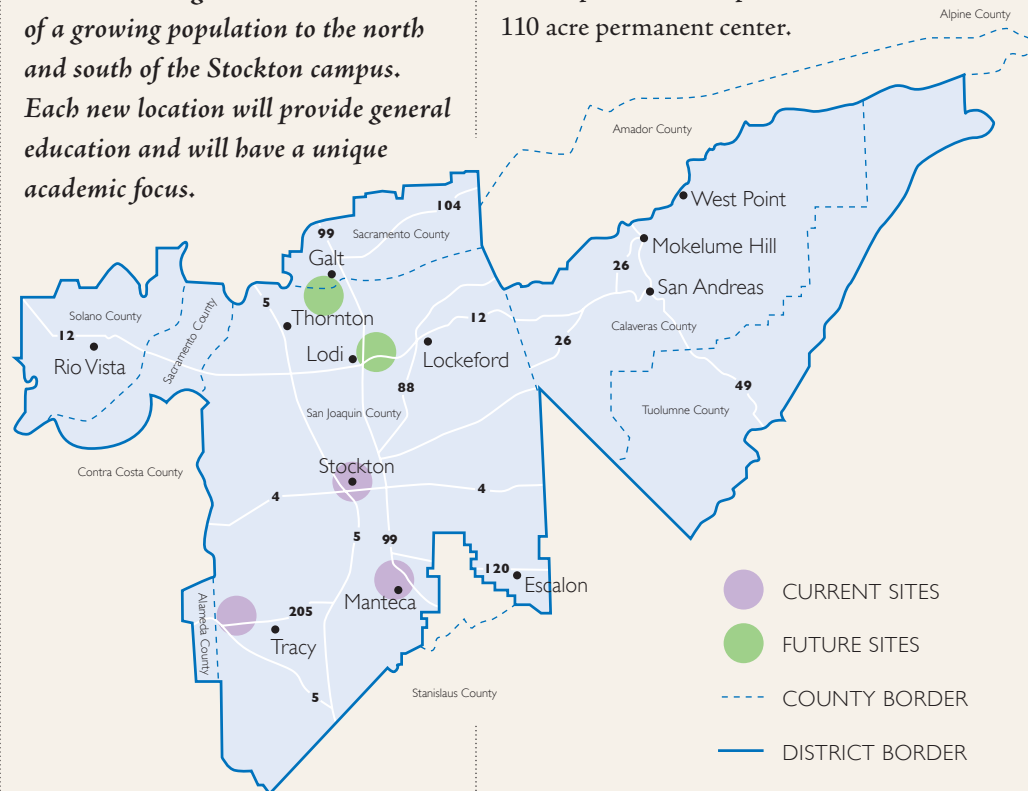 of a growing population to the north
and south of the Stockton campus.
Each new location will provide general
education and will have a unique
academic focus.
110 acre permanent center.
Alpine County
Amador County
West Point
104
99
Sacramento County
Mokelume Hill
Galt
26
San Andreas
5
Solano County
Sacramento County
Thornton
12
Calaveras County
12
26
Rio Vista
Lodi
Lockeford
88
49
San Joaquin County
Tuolumne County
Contra Costa County
Stockton
4
4
5
99
120
Escalon
Alameda County
205
Manteca
Tracy
5
Stanislaus County
CURRENT SITES
FUTURE SITES
COUNTY BORDER
DISTRICT BORDER